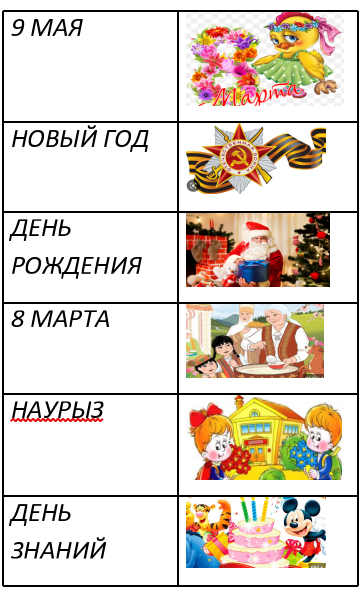 9 МАЯ
Марта
НОВЫЙ ГОД
ДЕНЬ
РОЖДЕНИЯ
8 МАРТА
НАУРЫЗ
ДЕНЬ
ЗНАНИЙ